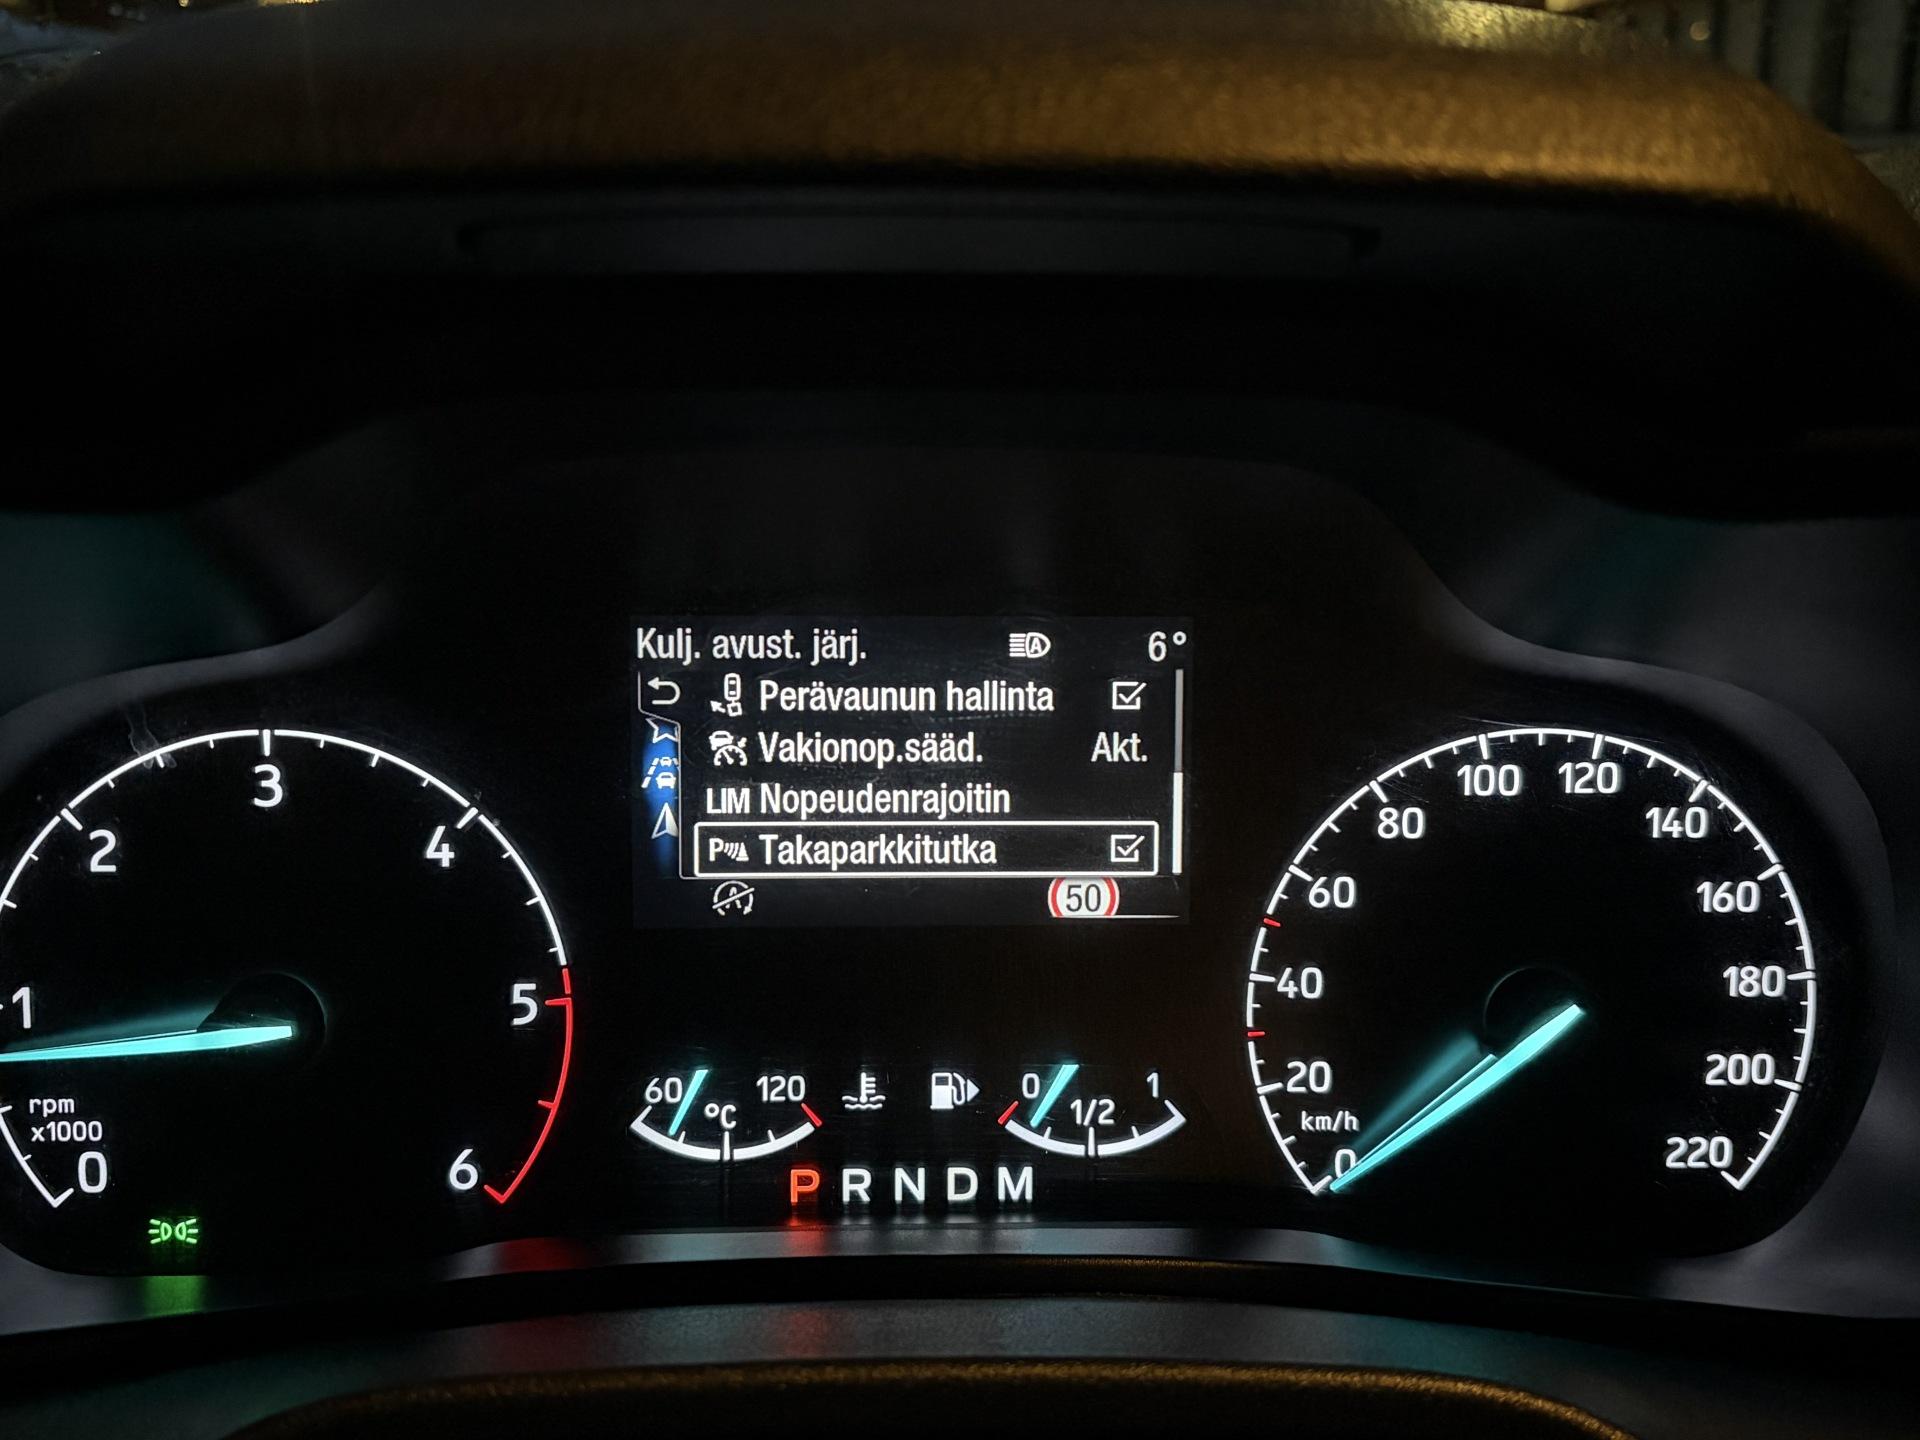 Kulj. avust. järj. 6°
Perävaunun hallinta
Vakionop.sääd. Akt.
LIM Nopeudenrajoitin
P Takaparkkitutka
50
0
1
2
3
4
5
6
rpm
x1000
60 120
°C
0 1/2 1
P R N D M
0
20
40
60
80
100
120
140
160
180
200
220
km/h